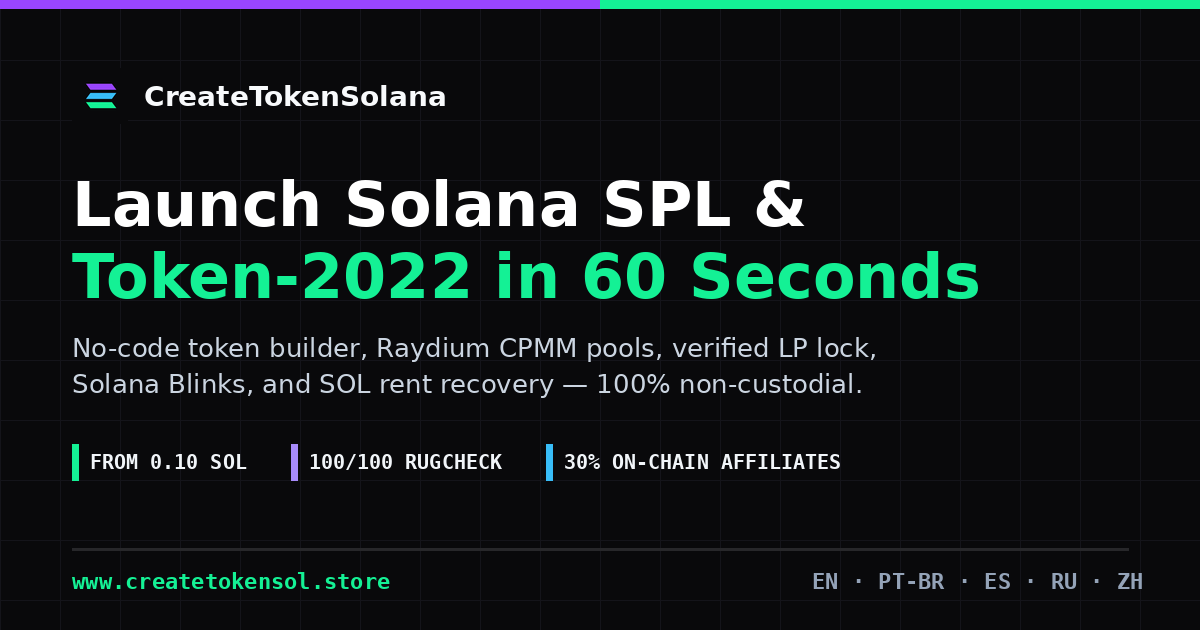 CreateTokenSolana
Launch Solana SPL &
Token-2022 in 60 Seconds
No-code token builder, Raydium CPMM pools, verified LP lock,
Solana Blinks, and SOL rent recovery — 100% non-custodial.
FROM 0.10 SOL 100/100 RUGCHECK 30% ON-CHAIN AFFILIATES
www.createtokensol.store EN · PT-BR · ES · RU · ZH